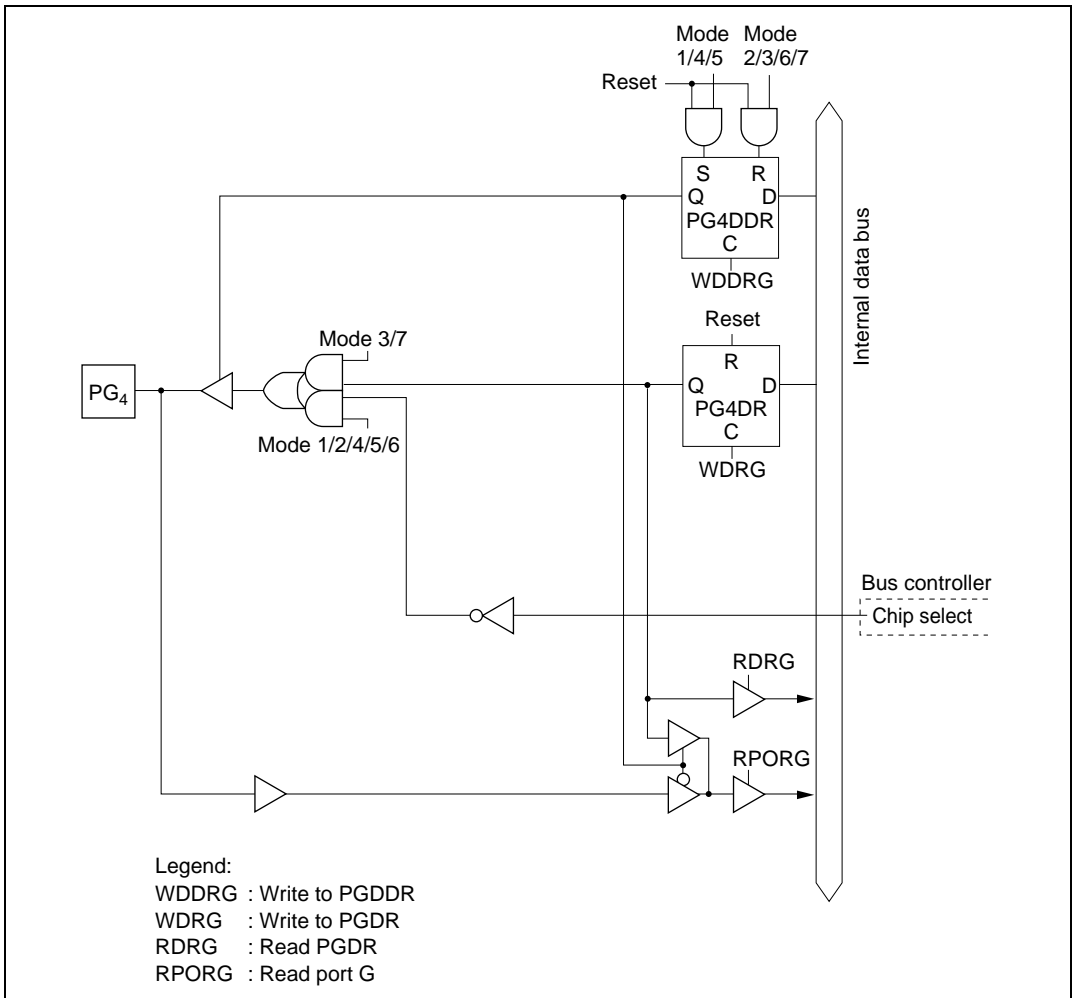 Mode Mode
1/4/5 2/3/6/7
Reset
S R
Q D
PG4DDR
C
WDDRG
Internal data bus
Reset
Mode 3/7
R
PG4
Q D
PG4DR
C
Mode 1/2/4/5/6
WDRG
Bus controller
Chip select
RDRG
RPORG
Legend:
WDDRG : Write to PGDDR
WDRG : Write to PGDR
RDRG : Read PGDR
RPORG : Read port G